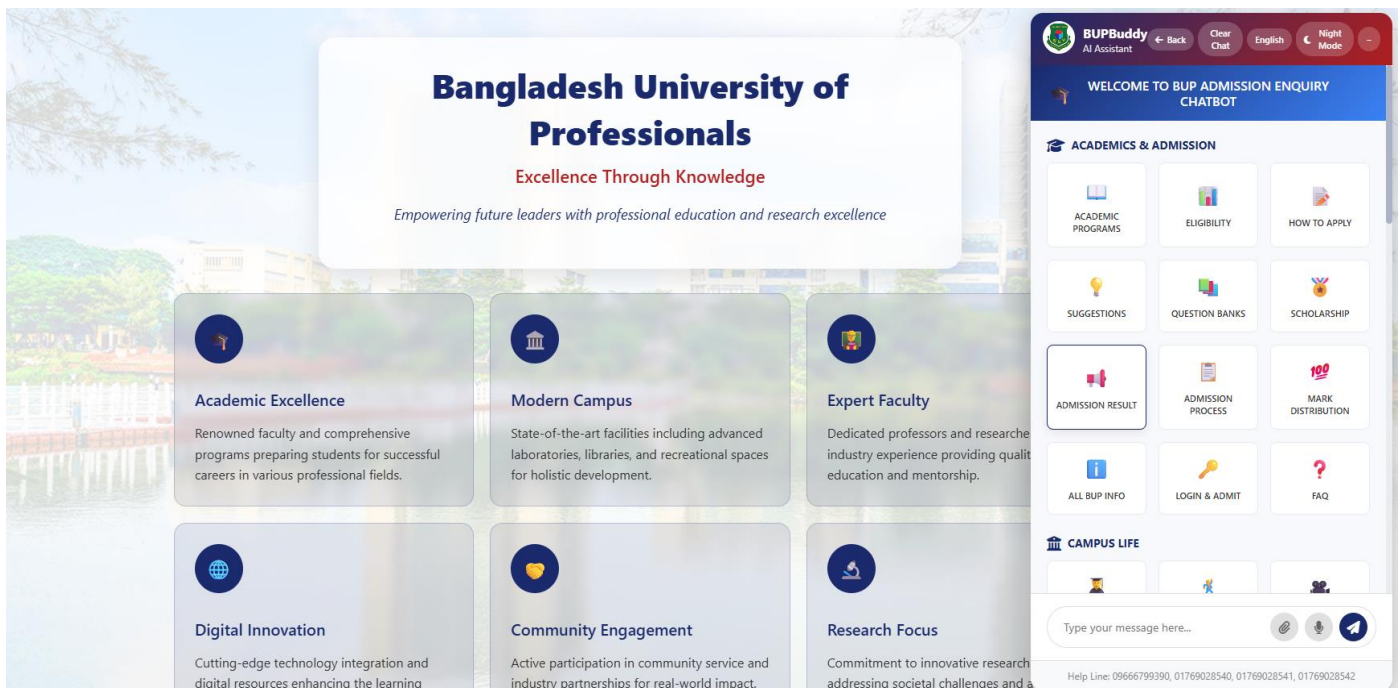 Bangladesh University of
Professionals
Excellence Through Knowledge
Empowering future leaders with professional education and research excellence
Academic Excellence
Renowned faculty and comprehensive
programs preparing students for successful
careers in various professional fields.
Modern Campus
State-of-the-art facilities including advanced
laboratories, libraries, and recreational spaces
for holistic development.
Expert Faculty
Dedicated professors and
industry experience providing
education and mentorship.
Digital Innovation
Cutting-edge technology integration and
digital resources enhancing the learning
Community Engagement
Active participation in community service and
industry partnerships for real-world impact.
Research Focus
Commitment to innovative research
addressing societal challenges and
BUPBuddy
AI Assistant
← Back
Clear
Chat
English
Night
Mode
–
WELCOME TO BUP ADMISSION ENQUIRY
CHATBOT
ACADEMICS & ADMISSION
ACADEMIC
PROGRAMS
ELIGIBILITY
HOW TO APPLY
SUGGESTIONS
QUESTION BANKS
SCHOLARSHIP
ADMISSION RESULT
ADMISSION
PROCESS
100
MARK
DISTRIBUTION
ALL BUP INFO
LOGIN & ADMIT
FAQ
CAMPUS LIFE
Type your message here...
Help Line: 09666799390, 01769028540, 01769028541, 01769028542